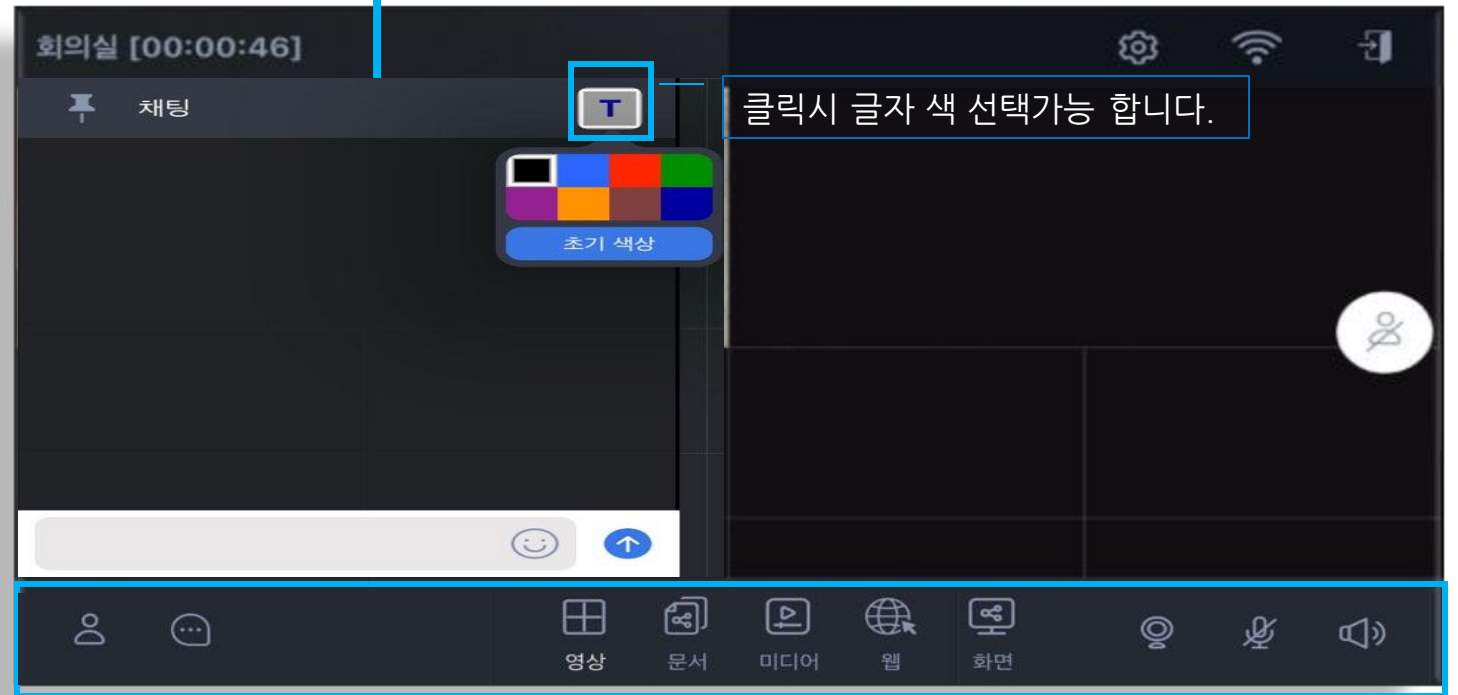 회의실 [00:00:46]
채팅
T
클릭시 글자 색 선택가능 합니다.
초기 색상
영상 문서 미디어 웹 화면